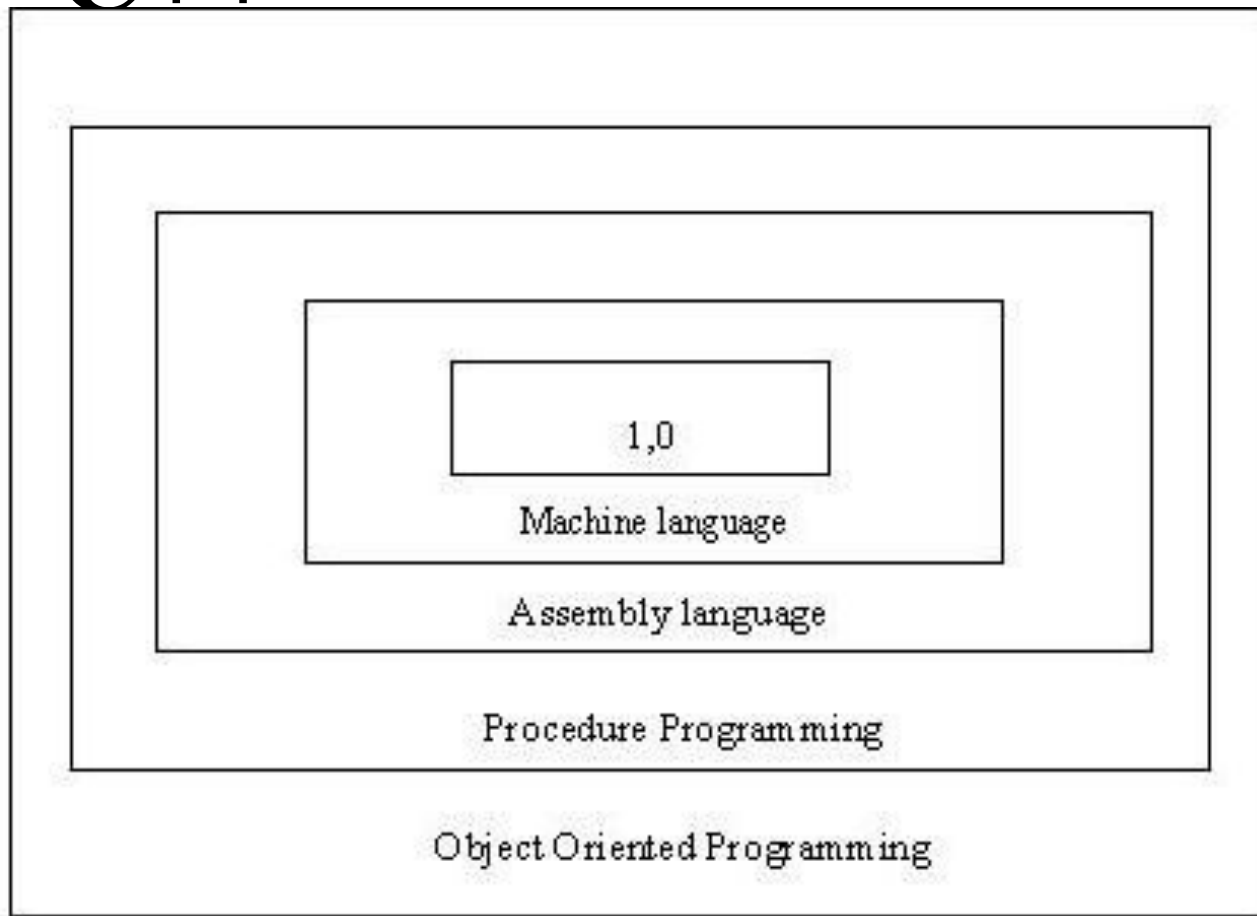 1,0
Machine language
Assembly language
Procedure Programming
Object Oriented Programming